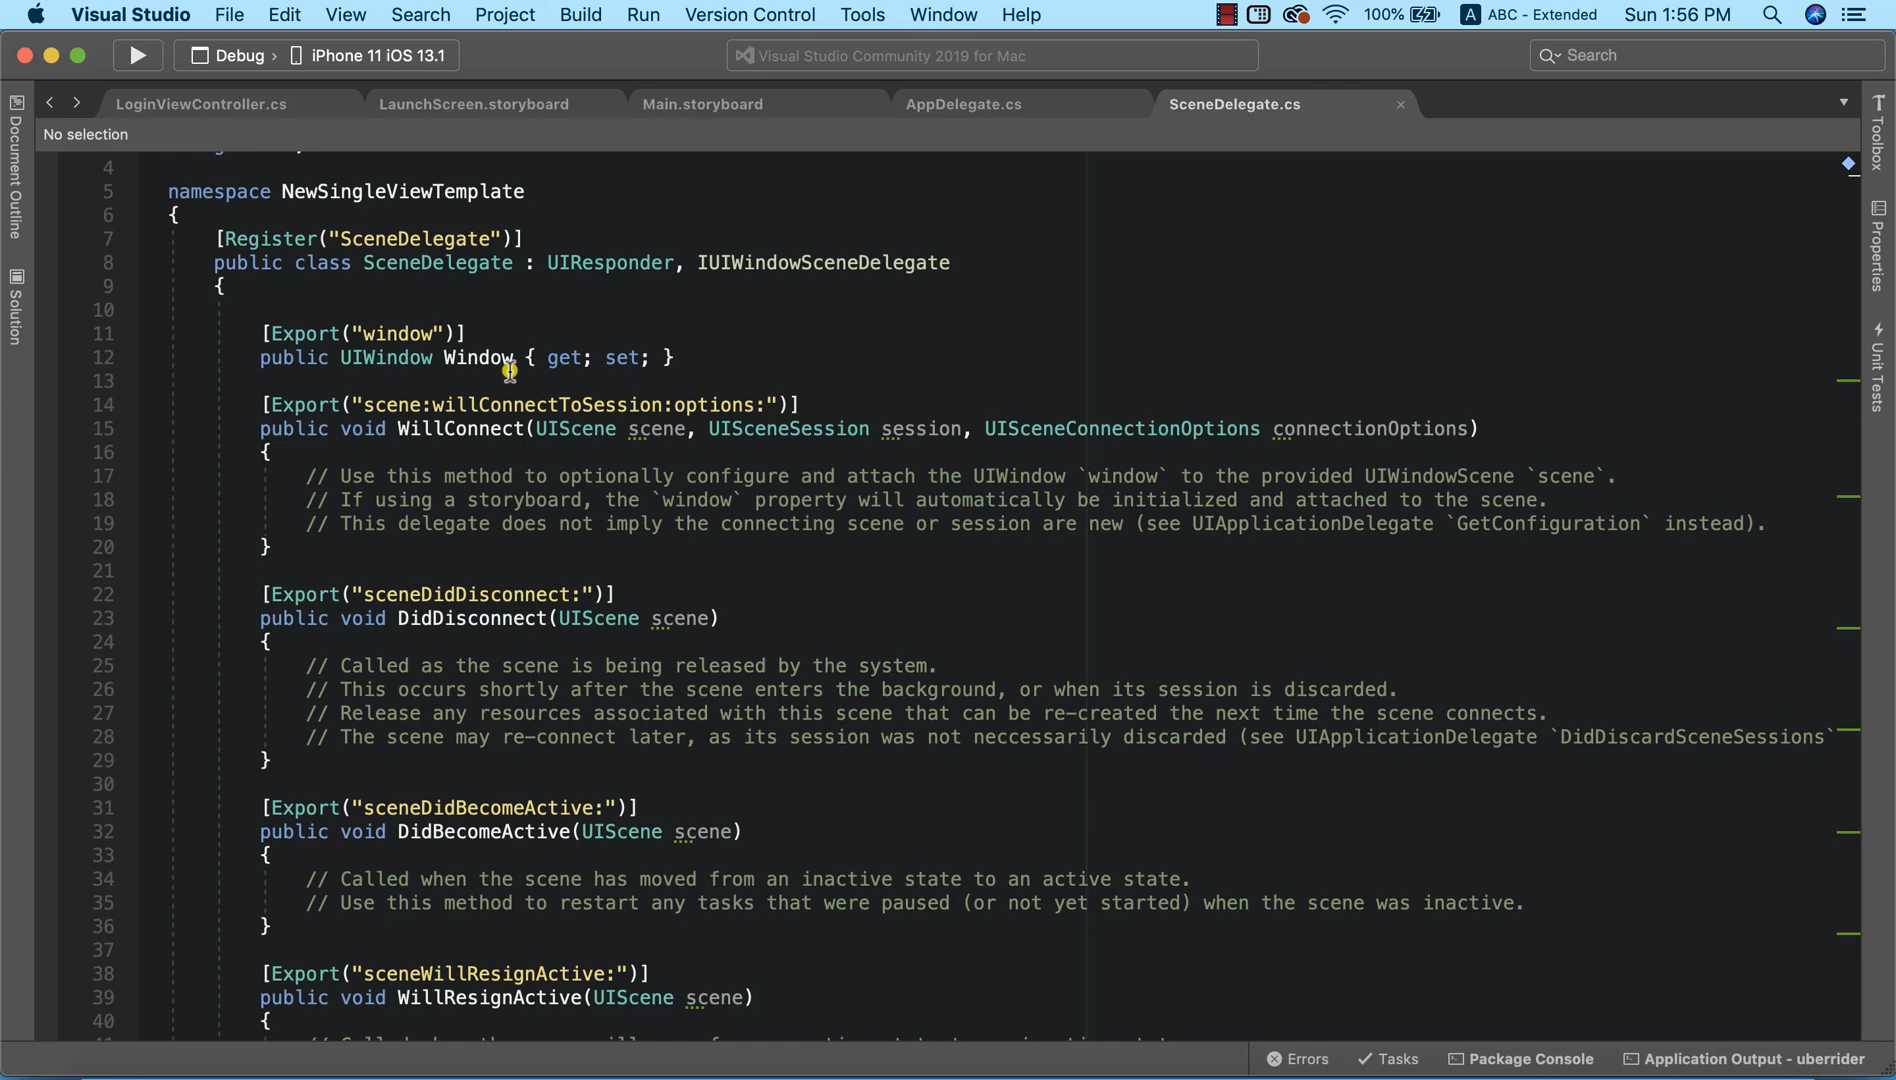 Visual Studio File Edit View Search Project Build Run Version Control Tools Window Help 100% A ABC - Extended Sun 1:56 PM
Debug › iPhone 11 iOS 13.1 Visual Studio Community 2019 for Mac Search
LoginViewController.cs LaunchScreen.storyboard Main.storyboard AppDelegate.cs SceneDelegate.cs ×
No selection
Document Outline
Solution
Toolbox
Properties
Unit Tests
4
5 namespace NewSingleViewTemplate
6 {
7 [Register("SceneDelegate")]
8 public class SceneDelegate : UIResponder, IUIWindowSceneDelegate
9 {
10
11 [Export("window")]
12 public UIWindow Window { get; set; }
13
14 [Export("scene:willConnectToSession:options:")]
15 public void WillConnect(UIScene scene, UISceneSession session, UISceneConnectionOptions connectionOptions)
16 {
17 // Use this method to optionally configure and attach the UIWindow `window` to the provided UIWindowScene `scene`.
18 // If using a storyboard, the `window` property will automatically be initialized and attached to the scene.
19 // This delegate does not imply the connecting scene or session are new (see UIApplicationDelegate `GetConfiguration` instead).
20 }
21
22 [Export("sceneDidDisconnect:")]
23 public void DidDisconnect(UIScene scene)
24 {
25 // Called as the scene is being released by the system.
26 // This occurs shortly after the scene enters the background, or when its session is discarded.
27 // Release any resources associated with this scene that can be re-created the next time the scene connects.
28 // The scene may re-connect later, as its session was not neccessarily discarded (see UIApplicationDelegate `DidDiscardSceneSessions`
29 }
30
31 [Export("sceneDidBecomeActive:")]
32 public void DidBecomeActive(UIScene scene)
33 {
34 // Called when the scene has moved from an inactive state to an active state.
35 // Use this method to restart any tasks that were paused (or not yet started) when the scene was inactive.
36 }
37
38 [Export("sceneWillResignActive:")]
39 public void WillResignActive(UIScene scene)
40 {
Errors Tasks Package Console Application Output - uberrider